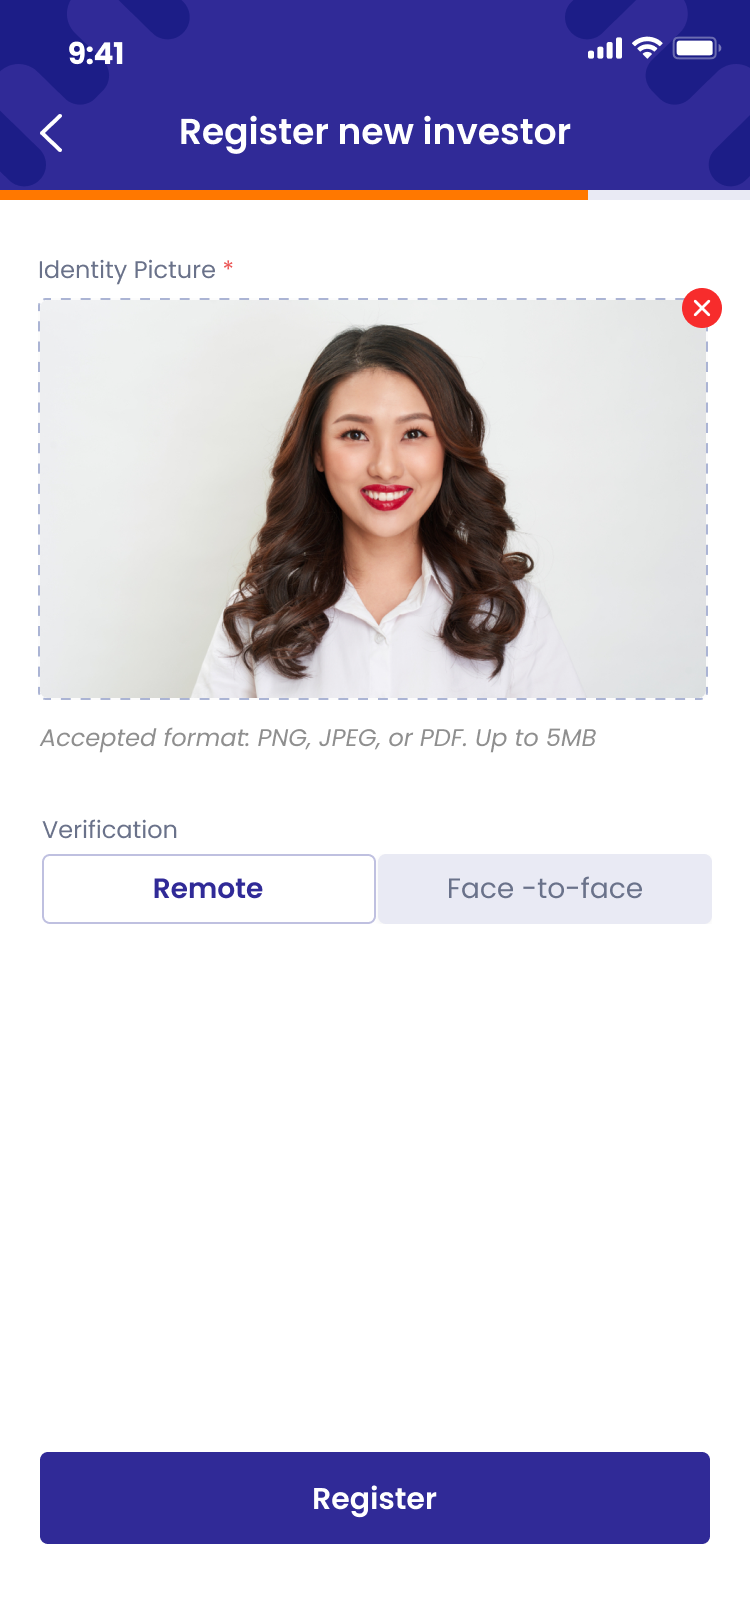 9:41
Register new investor
Identity Picture *
Accepted format: PNG, JPEG, or PDF. Up to 5MB
Verification
Remote
Face -to-face
Register